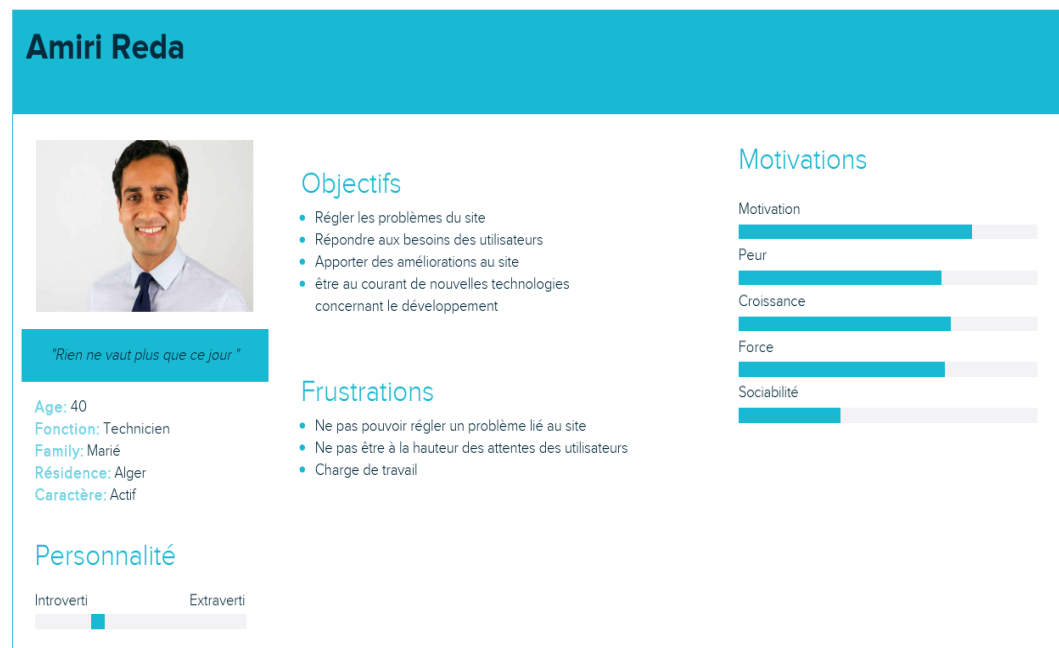 Amiri Reda
"Rien ne vaut plus que ce jour "
Age: 40
Fonction: Technicien
Family: Marié
Résidence: Alger
Caractère: Actif
Personnalité
Introverti Extraverti
Objectifs
Régler les problèmes du site
Répondre aux besoins des utilisateurs
Apporter des améliorations au site
être au courant de nouvelles technologies
concernant le développement
Frustrations
Ne pas pouvoir régler un problème lié au site
Ne pas être à la hauteur des attentes des utilisateurs
Charge de travail
Motivations
Motivation
Peur
Croissance
Force
Sociabilité